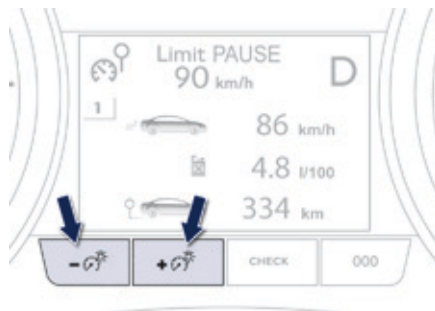 Limit PAUSE
90 km/h
D
1
86 km/h
4.8 l/100
334 km
- +
CHECK
000